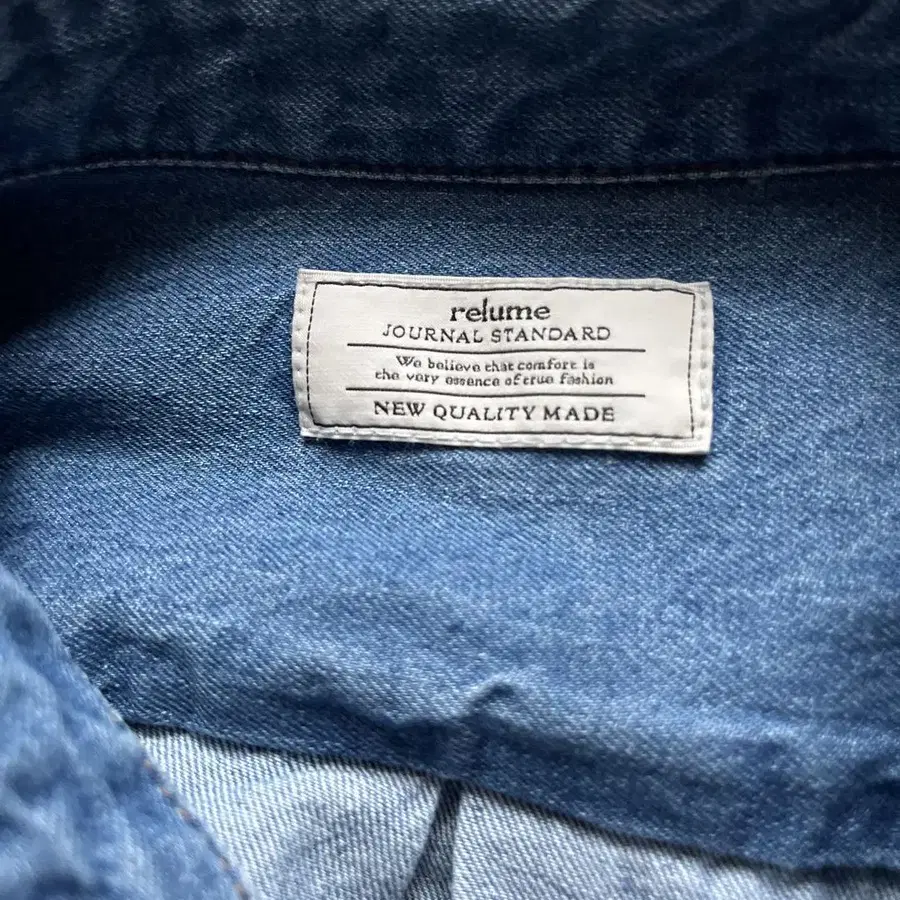 relume
JOURNAL STANDARD
We believe that comfort is
the very essence of true fashion
NEW QUALITY MADE